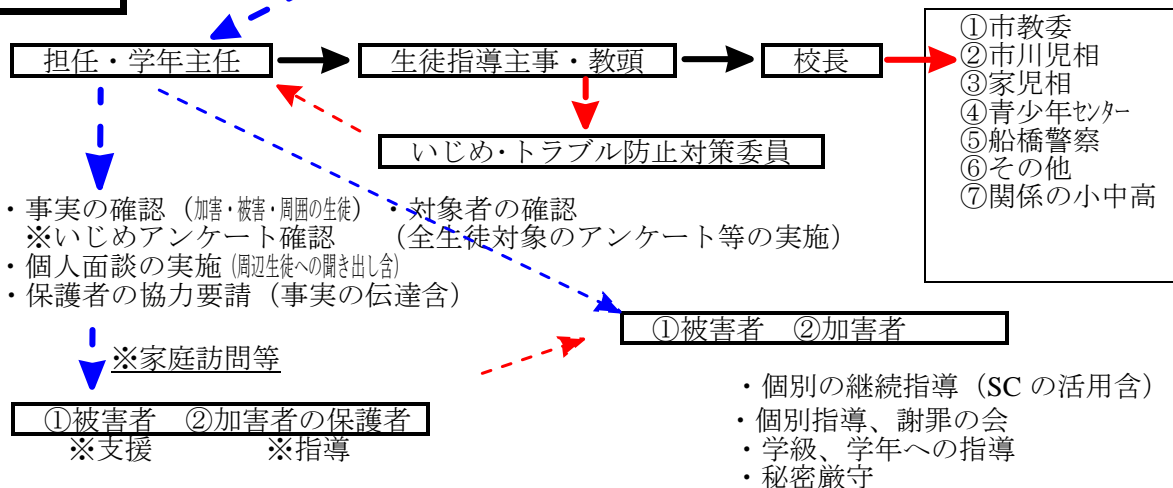 担任・学年主任
生徒指導主事・教頭
校長
①市教委
②市川児相
③家児相
④青少年ｾﾝﾀｰ
⑤船橋警察
⑥その他
⑦関係の小中高
いじめ・トラブル防止対策委員
・事実の確認（加害・被害・周囲の生徒）
※いじめアンケート確認
・個人面談の実施（周辺生徒への聞き出し含）
・保護者の協力要請（事実の伝達含）
・対象者の確認
（全生徒対象のアンケート等の実施）
※家庭訪問等
①被害者　②加害者の保護者
※支援　※指導
①被害者　②加害者
・個別の継続指導（SC の活用含）
・個別指導、謝罪の会
・学級、学年への指導
・秘密厳守